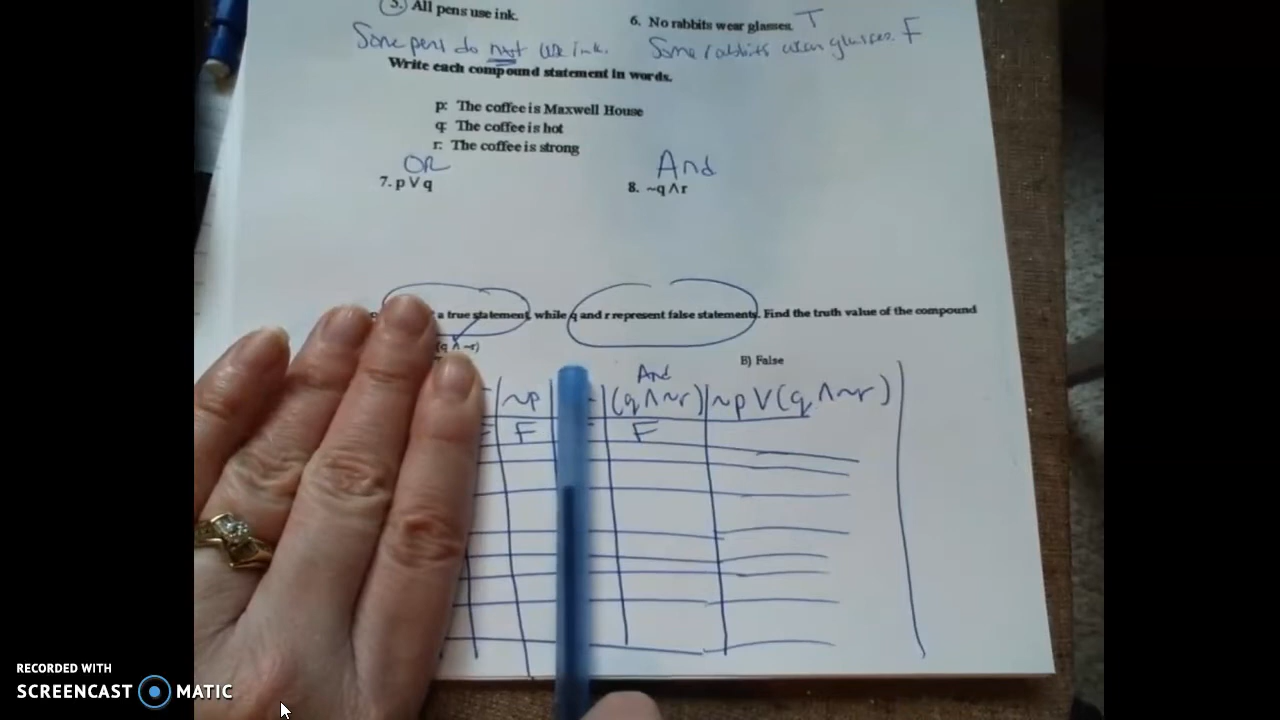 5. All pens use ink.
6. No rabbits wear glasses. T
Some pens do not use ink.
Some rabbits wear glasses. F
Write each compound statement in words.
p: The coffee is Maxwell House
q: The coffee is hot
r: The coffee is strong
OR
And
7. p V q
8. ~q Λ r
a true statement, while q and r represent false statements. Find the truth value of the compound
(q Λ ~r)
B) False
And
~p
(q Λ ~r)
~p V (q Λ ~r)
F
F
RECORDED WITH
SCREENCAST MATIC